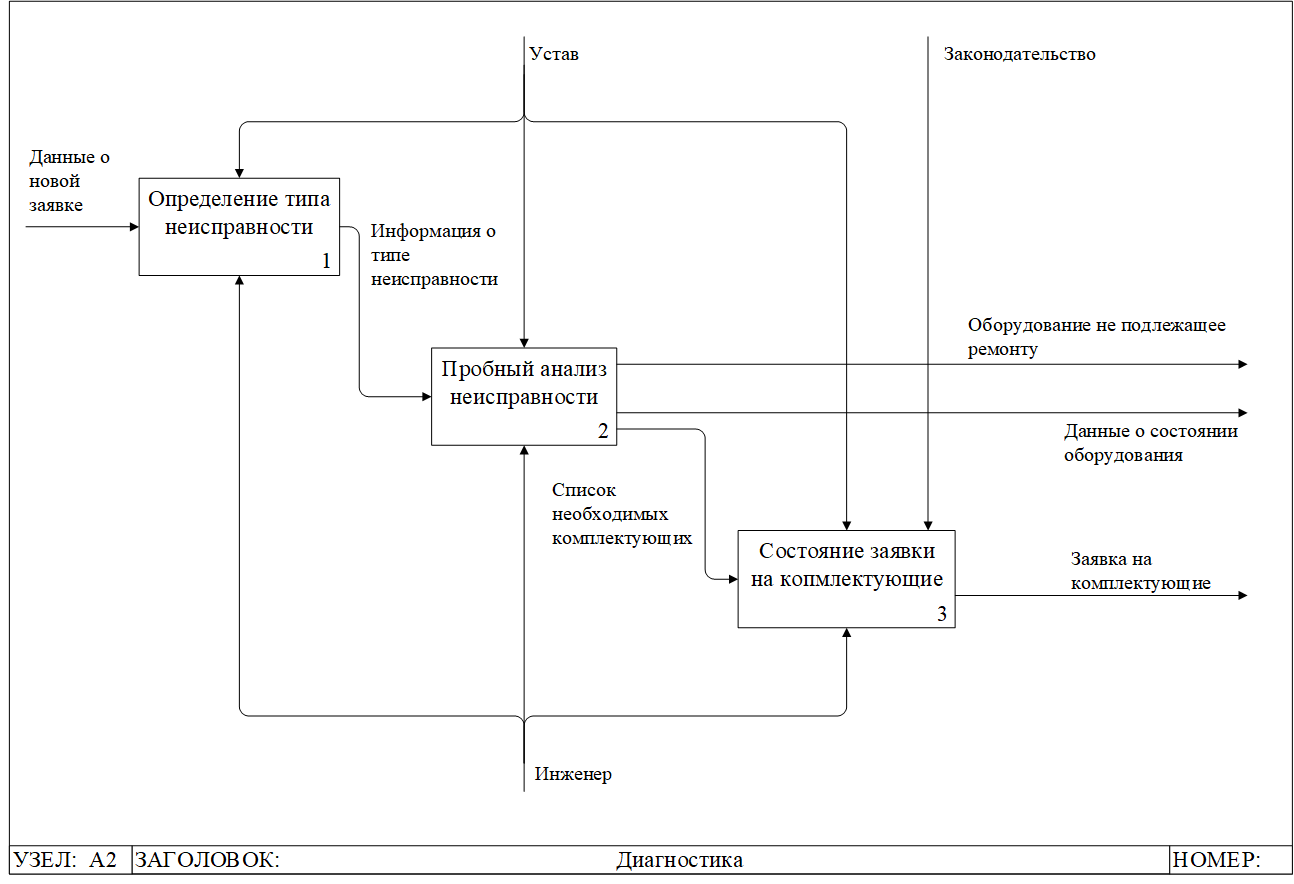 Устав
Законодательство
Данные о
новой
заявке
Определение типа
неисправности
1
Информация о
типе
неисправности
Оборудование не подлежащее
ремонту
Пробный анализ
неисправности
2
Данные о состоянии
оборудования
Список
необходимых
комплектующих
Состояние заявки
на копмлектующие
3
Заявка на
комплектующие
Инженер
УЗЕЛ: А2
ЗАГОЛОВОК:
Диагностика
НОМЕР: